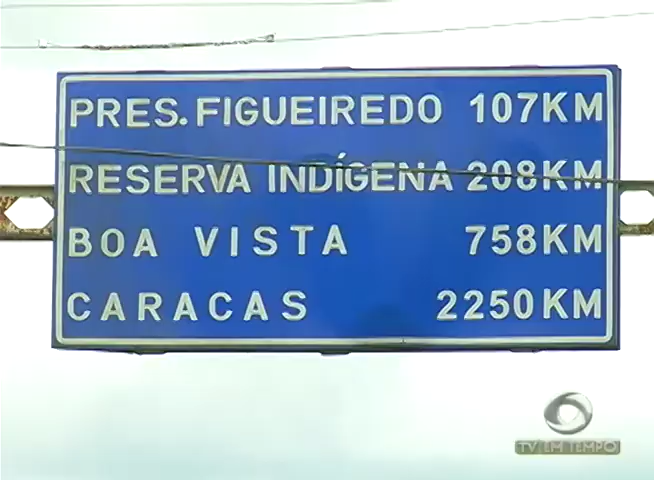 PRES. FIGUEIREDO 107KM
RESERVA INDÍGENA 208KM
BOA VISTA 758KM
CARACAS 2250KM
TV EM TEMPO